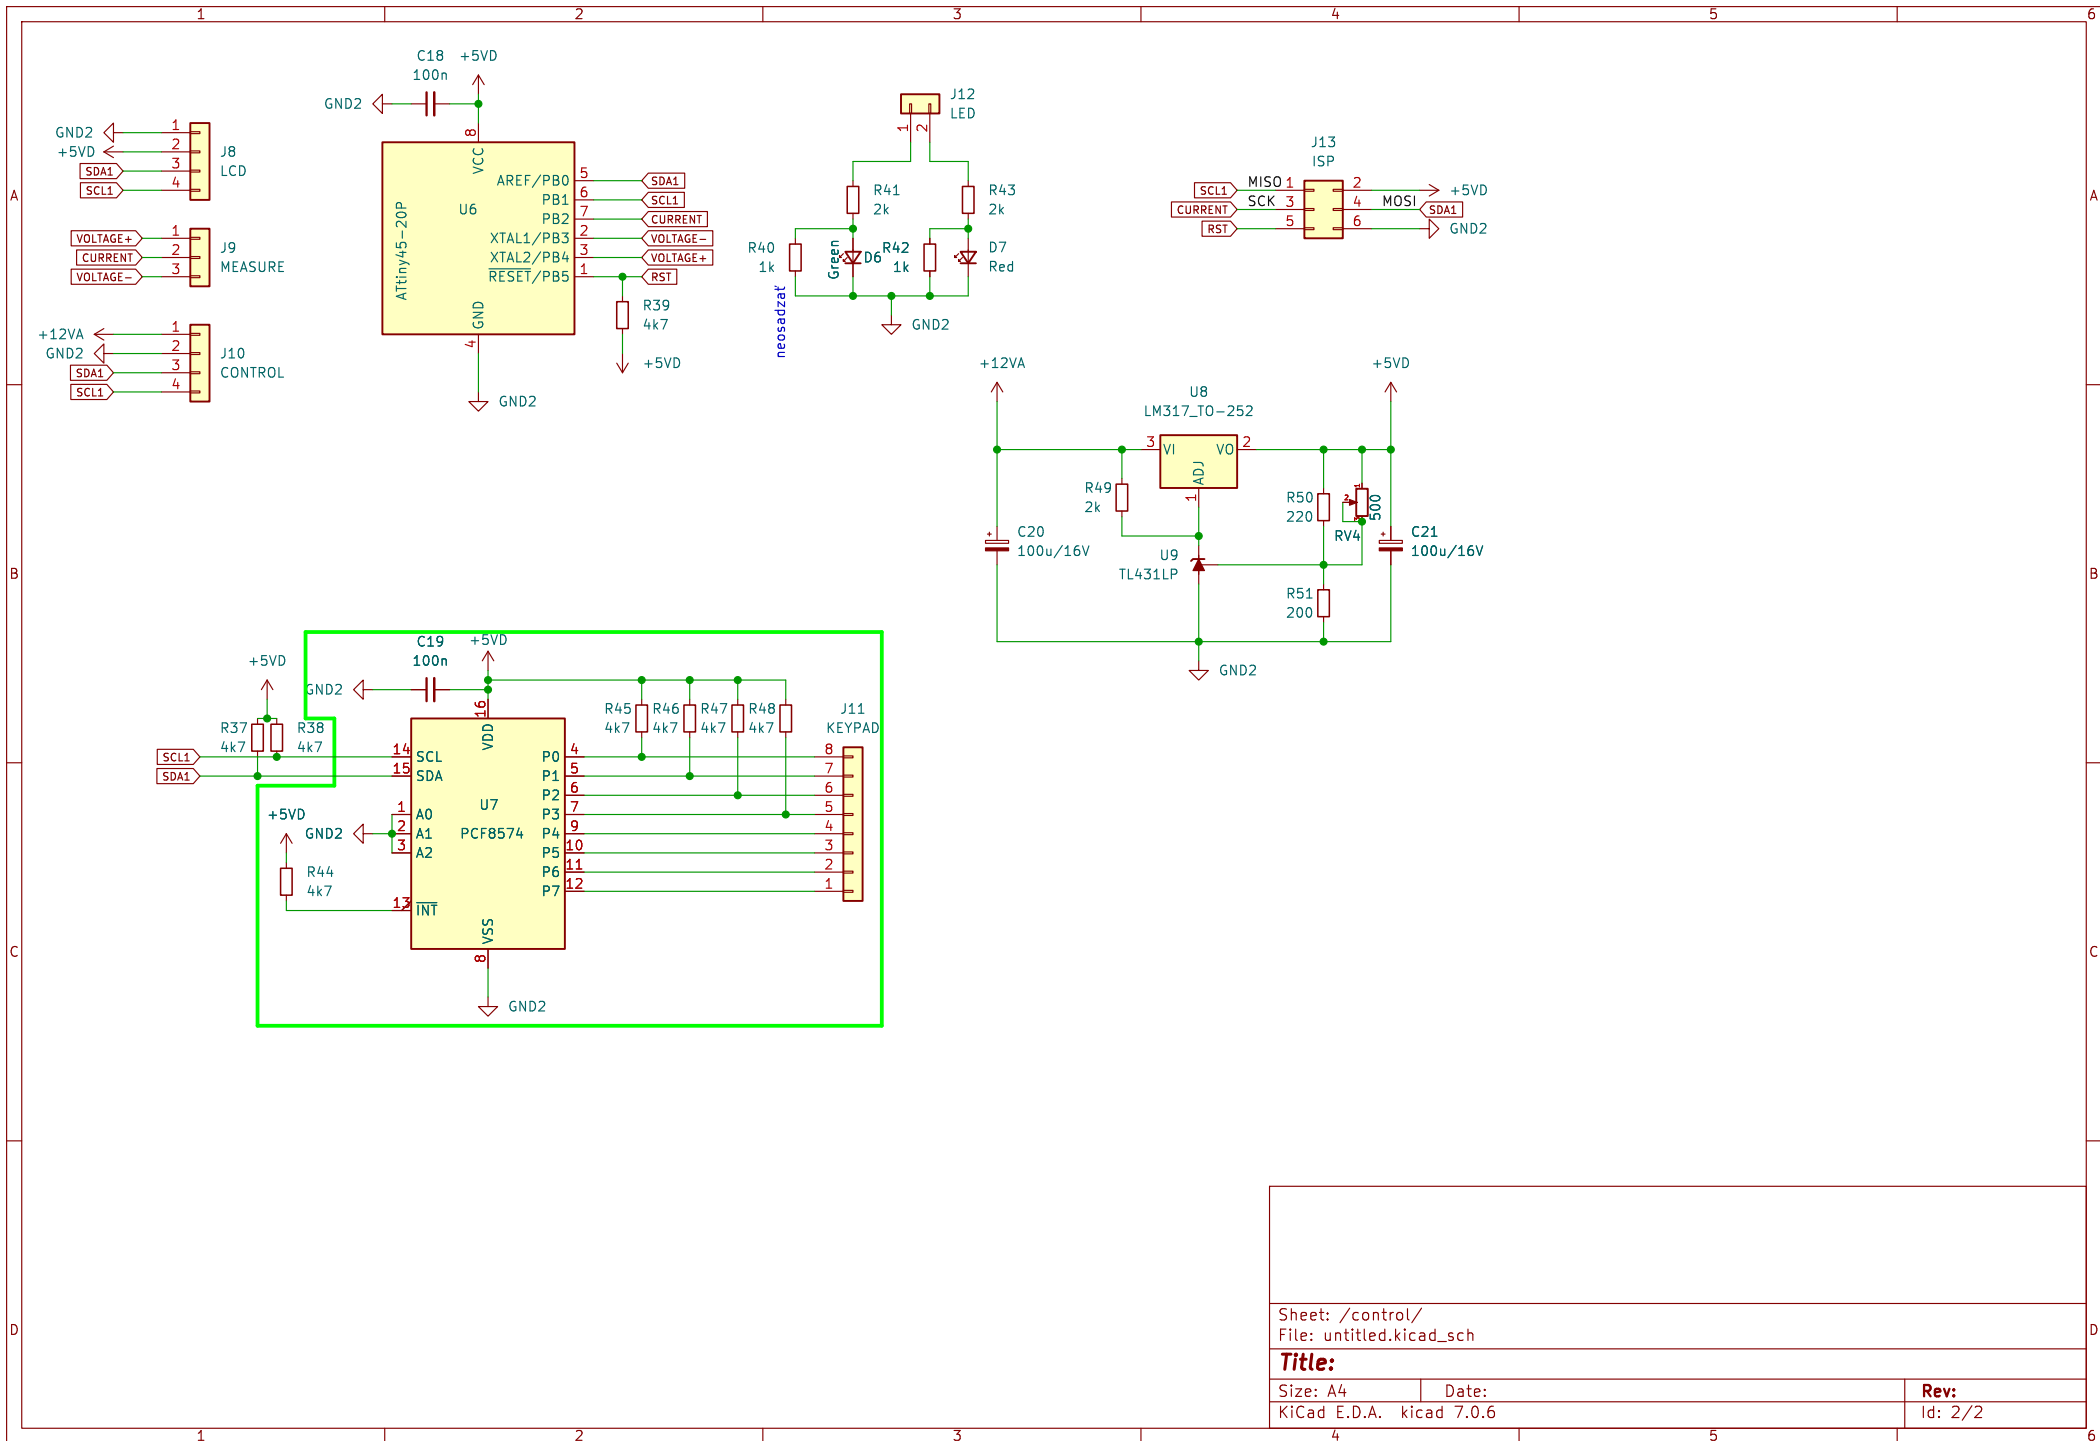 1 2 3 4 5 6
A
B
C
D
A
B
C
D
1 2 3 4 5 6
GND2
+5VD
SDA1
SCL1
1
2
3
4
J8
LCD
VOLTAGE+
CURRENT
VOLTAGE-
1
2
3
J9
MEASURE
+12VA
GND2
SDA1
SCL1
1
2
3
4
J10
CONTROL
C18
100n
+5VD
GND2
8
VCC
U6
ATtiny45-20P
AREF/PB0 5 SDA1
PB1 6 SCL1
PB2 7 CURRENT
XTAL1/PB3 2 VOLTAGE-
XTAL2/PB4 3 VOLTAGE+
RESET/PB5 1 RST
GND
4
GND2
R39
4k7
+5VD
J12
LED
1
2
R41
2k
R43
2k
R40
1k
Green
D6
R42
1k
D7
Red
neosadzať
GND2
J13
ISP
SCL1 MISO 1 2 +5VD
CURRENT SCK 3 4 MOSI SDA1
RST 5 6 GND2
+12VA
+5VD
U8
LM317_TO-252
3 VI VO 2
ADJ
1
R49
2k
R50
220
2
1
3
500
RV4
C20
100u/16V
C21
100u/16V
U9
TL431LP
R51
200
GND2
+5VD
C19
100n
+5VD
GND2
16
VDD
R37
4k7
R38
4k7
SCL1
SDA1
14 SCL
15 SDA
1 A0
2 A1
3 A2
13 INT
GND2
+5VD
R44
4k7
U7
PCF8574
P0 4
P1 5
P2 6
P3 7
P4 9
P5 10
P6 11
P7 12
VSS
8
GND2
R45
4k7
R46
4k7
R47
4k7
R48
4k7
J11
KEYPAD
8
7
6
5
4
3
2
1
Sheet: /control/
File: untitled.kicad_sch
Title:
Size: A4 Date: Rev:
KiCad E.D.A. kicad 7.0.6 Id: 2/2